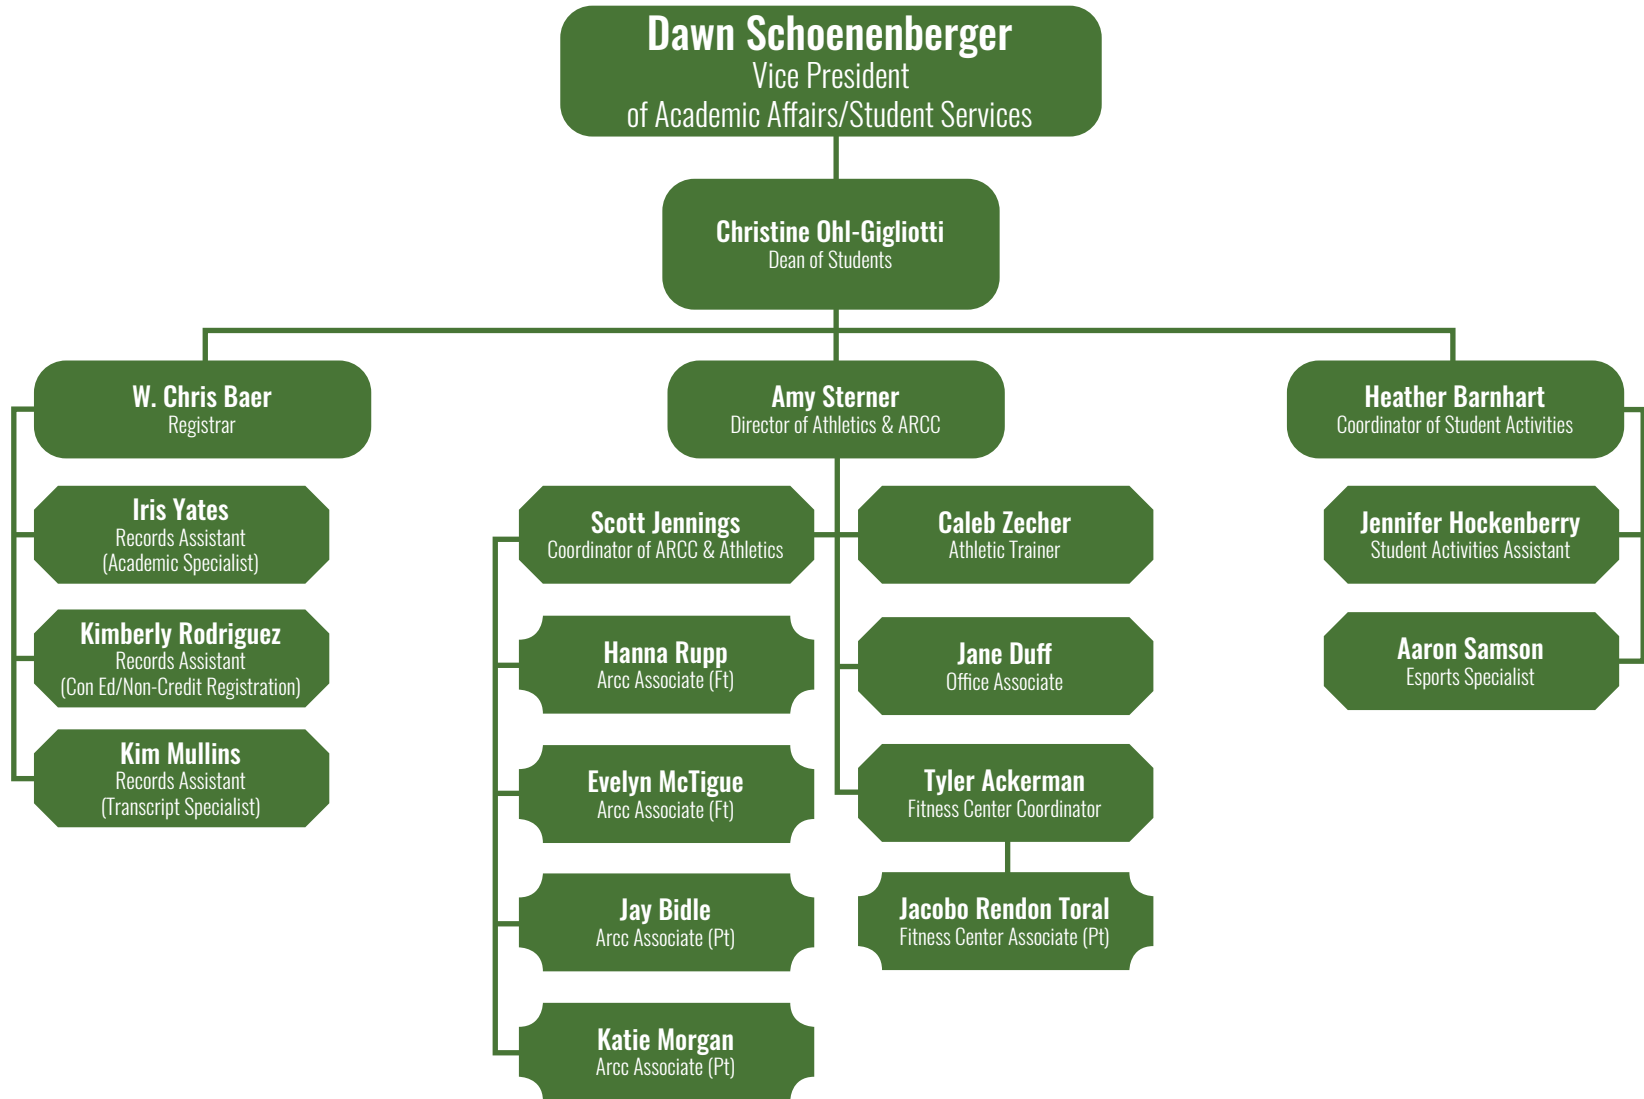 Dawn Schoenenberger
Vice President
of Academic Affairs/Student Services
Christine Ohl-Gigliotti
Dean of Students
W. Chris Baer
Registrar
Iris Yates
Records Assistant
(Academic Specialist)
Kimberly Rodriguez
Records Assistant
(Con Ed/Non-Credit Registration)
Kim Mullins
Records Assistant
(Transcript Specialist)
Amy Sterner
Director of Athletics & ARCC
Scott Jennings
Coordinator of ARCC & Athletics
Hanna Rupp
Arcc Associate (Ft)
Evelyn McTigue
Arcc Associate (Ft)
Jay Bidle
Arcc Associate (Pt)
Katie Morgan
Arcc Associate (Pt)
Caleb Zecher
Athletic Trainer
Jane Duff
Office Associate
Tyler Ackerman
Fitness Center Coordinator
Jacobo Rendon Toral
Fitness Center Associate (Pt)
Heather Barnhart
Coordinator of Student Activities
Jennifer Hockenberry
Student Activities Assistant
Aaron Samson
Esports Specialist